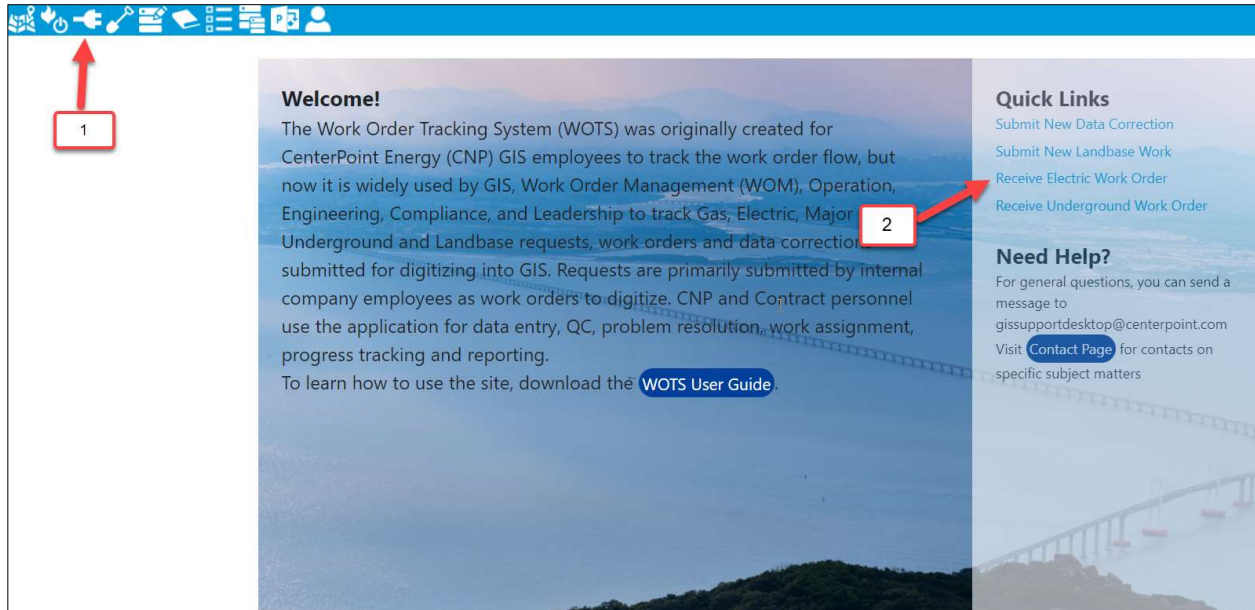 1
Welcome!
The Work Order Tracking System (WOTS) was originally created for
CenterPoint Energy (CNP) GIS employees to track the work order flow, but
now it is widely used by GIS, Work Order Management (WOM), Operation,
Engineering, Compliance, and Leadership to track Gas, Electric, Major
Underground and Landbase requests, work orders and data correction
submitted for digitizing into GIS. Requests are primarily submitted by internal
company employees as work orders to digitize. CNP and Contract personnel
use the application for data entry, QC, problem resolution, work assignment,
progress tracking and reporting.
To learn how to use the site, download the WOTS User Guide.
2
Quick Links
Submit New Data Correction
Submit New Landbase Work
Receive Electric Work Order
Receive Underground Work Order
Need Help?
For general questions, you can send a
message to
gissupportdesktop@centerpoint.com
Visit Contact Page for contacts on
specific subject matters